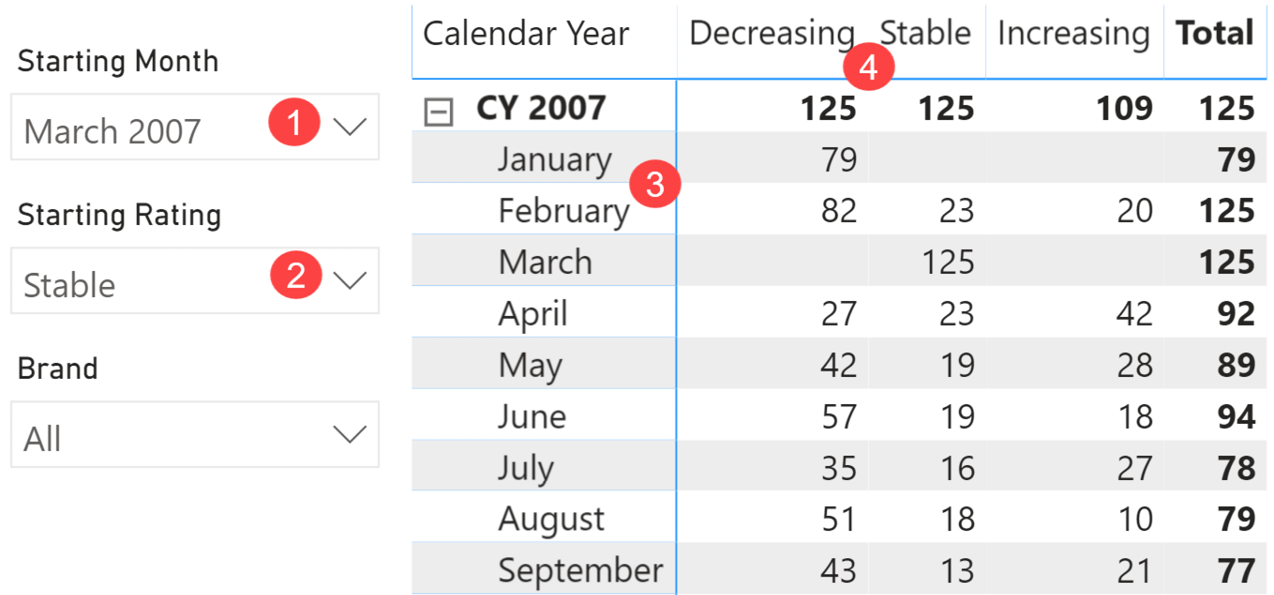 Starting Month
March 2007 1
Starting Rating
Stable 2
Brand
All
Calendar Year Decreasing Stable Increasing Total
4
CY 2007 125 125 109 125
January 79 79
3
February 82 23 20 125
March 125 125
April 27 23 42 92
May 42 19 28 89
June 57 19 18 94
July 35 16 27 78
August 51 18 10 79
September 43 13 21 77